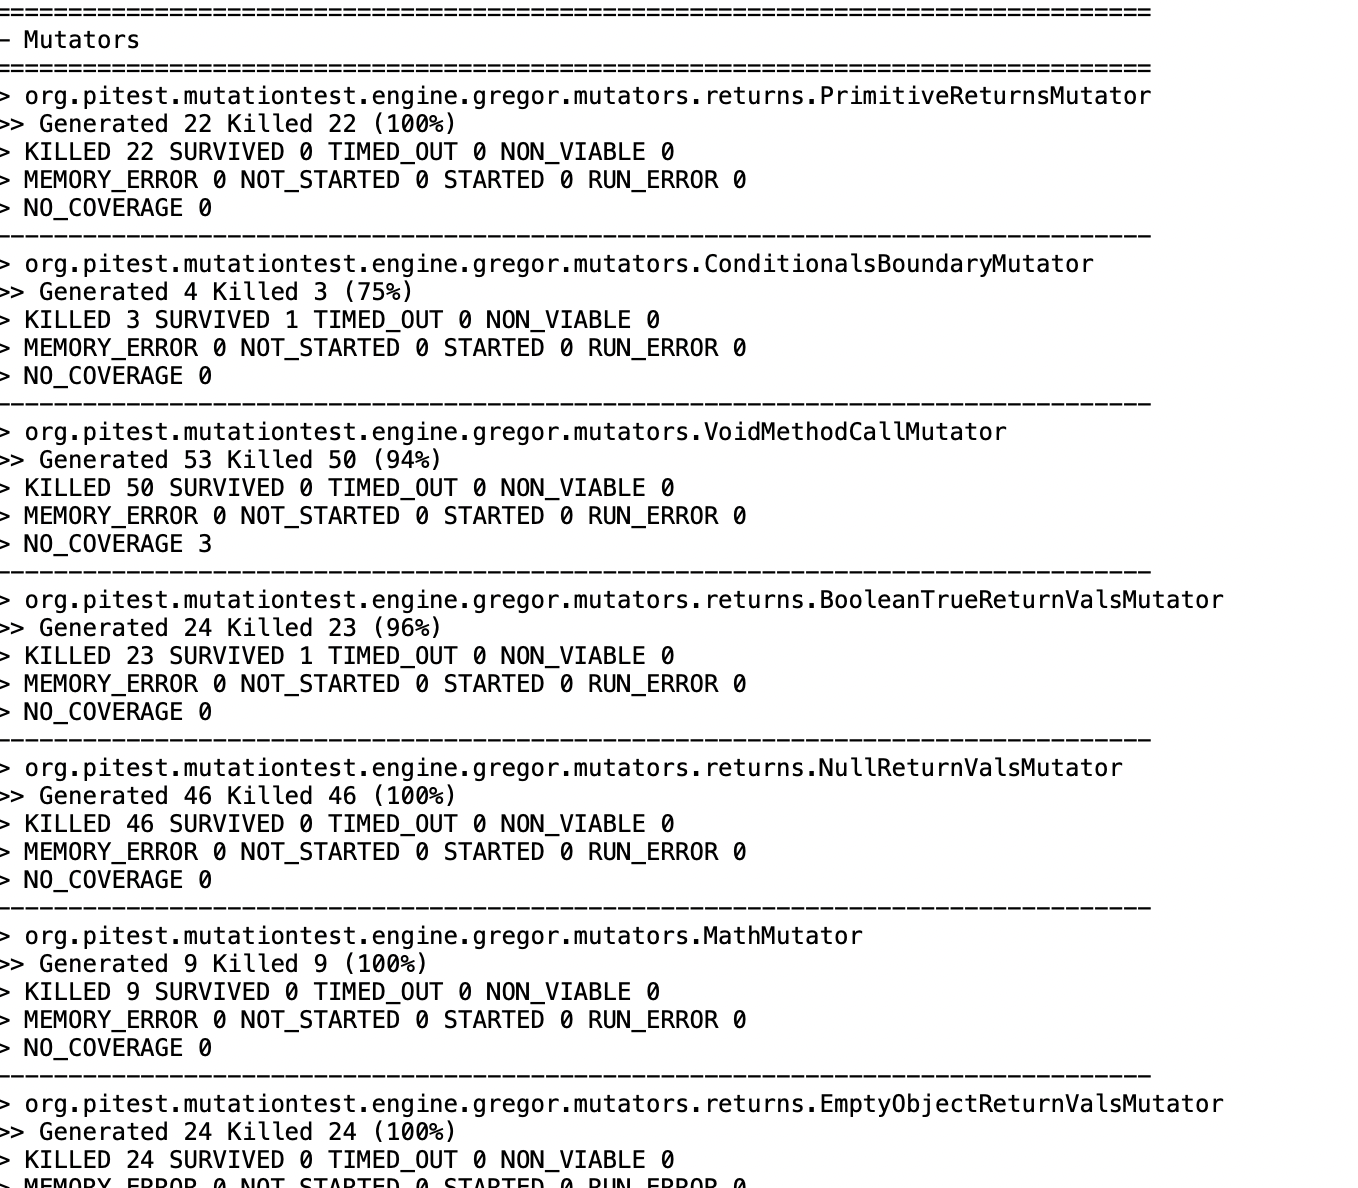 ================================================================================
- Mutators
================================================================================
> org.pitest.mutationtest.engine.gregor.mutators.returns.PrimitiveReturnsMutator
>> Generated 22 Killed 22 (100%)
> KILLED 22 SURVIVED 0 TIMED_OUT 0 NON_VIABLE 0
> MEMORY_ERROR 0 NOT_STARTED 0 STARTED 0 RUN_ERROR 0
> NO_COVERAGE 0
--------------------------------------------------------------------------------
> org.pitest.mutationtest.engine.gregor.mutators.ConditionalsBoundaryMutator
>> Generated 4 Killed 3 (75%)
> KILLED 3 SURVIVED 1 TIMED_OUT 0 NON_VIABLE 0
> MEMORY_ERROR 0 NOT_STARTED 0 STARTED 0 RUN_ERROR 0
> NO_COVERAGE 0
--------------------------------------------------------------------------------
> org.pitest.mutationtest.engine.gregor.mutators.VoidMethodCallMutator
>> Generated 53 Killed 50 (94%)
> KILLED 50 SURVIVED 0 TIMED_OUT 0 NON_VIABLE 0
> MEMORY_ERROR 0 NOT_STARTED 0 STARTED 0 RUN_ERROR 0
> NO_COVERAGE 3
--------------------------------------------------------------------------------
> org.pitest.mutationtest.engine.gregor.mutators.returns.BooleanTrueReturnValsMutator
>> Generated 24 Killed 23 (96%)
> KILLED 23 SURVIVED 1 TIMED_OUT 0 NON_VIABLE 0
> MEMORY_ERROR 0 NOT_STARTED 0 STARTED 0 RUN_ERROR 0
> NO_COVERAGE 0
--------------------------------------------------------------------------------
> org.pitest.mutationtest.engine.gregor.mutators.returns.NullReturnValsMutator
>> Generated 46 Killed 46 (100%)
> KILLED 46 SURVIVED 0 TIMED_OUT 0 NON_VIABLE 0
> MEMORY_ERROR 0 NOT_STARTED 0 STARTED 0 RUN_ERROR 0
> NO_COVERAGE 0
--------------------------------------------------------------------------------
> org.pitest.mutationtest.engine.gregor.mutators.MathMutator
>> Generated 9 Killed 9 (100%)
> KILLED 9 SURVIVED 0 TIMED_OUT 0 NON_VIABLE 0
> MEMORY_ERROR 0 NOT_STARTED 0 STARTED 0 RUN_ERROR 0
> NO_COVERAGE 0
--------------------------------------------------------------------------------
> org.pitest.mutationtest.engine.gregor.mutators.returns.EmptyObjectReturnValsMutator
>> Generated 24 Killed 24 (100%)
> KILLED 24 SURVIVED 0 TIMED_OUT 0 NON_VIABLE 0
> MEMORY_ERROR 0 NOT_STARTED 0 STARTED 0 RUN_ERROR 0